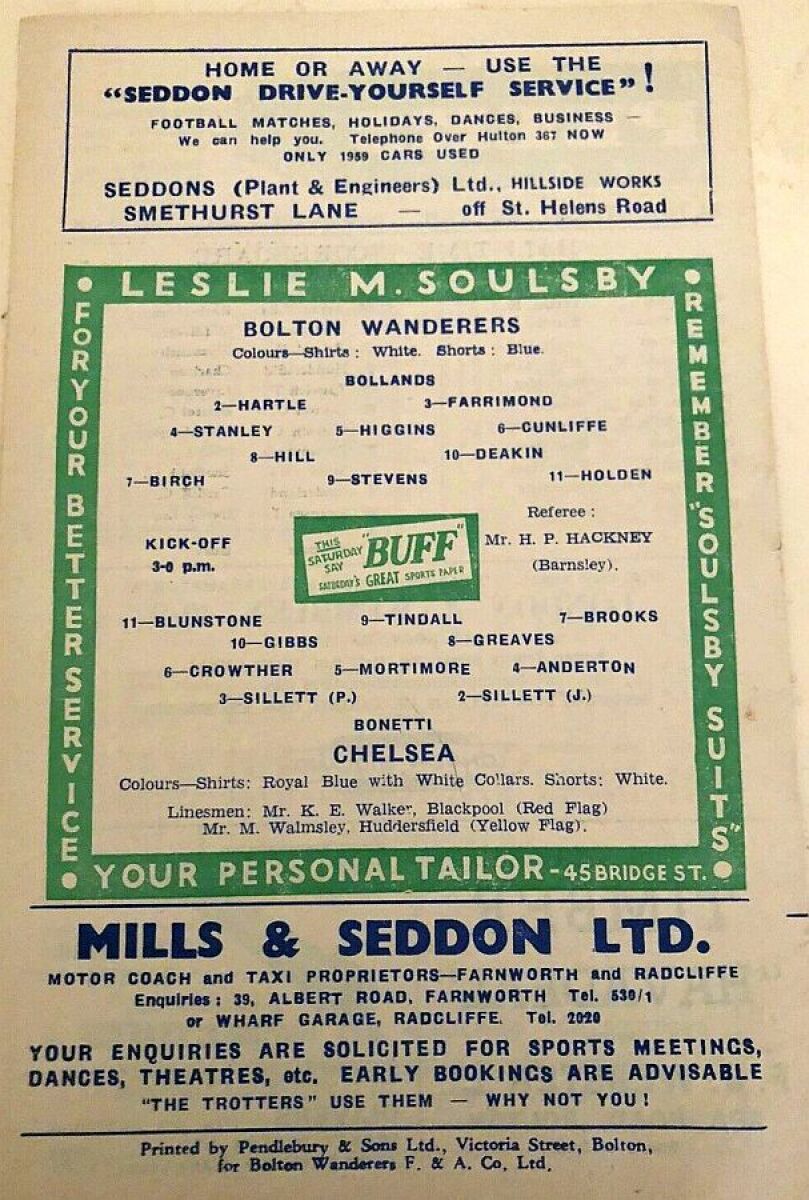 HOME OR AWAY — USE THE
"SEDDON DRIVE-YOURSELF SERVICE"!
FOOTBALL MATCHES, HOLIDAYS, DANCES, BUSINESS —
We can help you. Telephone Over Hulton 367 NOW
ONLY 1959 CARS USED
SEDDONS (Plant & Engineers) Ltd., HILLSIDE WORKS
SMETHURST LANE — off St. Helens Road
LESLIE M. SOULSBY
FOR YOUR BETTER SERVICE
REMEMBER "SOULSBY SUITS"
BOLTON WANDERERS
Colours—Shirts: White. Shorts: Blue.
BOLLANDS
2—HARTLE 3—FARRIMOND
4—STANLEY 5—HIGGINS 6—CUNLIFFE
8—HILL 10—DEAKIN
7—BIRCH 9—STEVENS 11—HOLDEN
KICK-OFF
3-0 p.m.
THIS SATURDAY SAY "BUFF"
SATURDAY'S GREAT SPORTS PAPER
Referee:
Mr. H. P. HACKNEY
(Barnsley).
11—BLUNSTONE 9—TINDALL 7—BROOKS
10—GIBBS 8—GREAVES
6—CROWTHER 5—MORTIMORE 4—ANDERTON
3—SILLETT (P.) 2—SILLETT (J.)
BONETTI
CHELSEA
Colours—Shirts: Royal Blue with White Collars. Shorts: White.
Linesmen: Mr. K. E. Walker, Blackpool (Red Flag)
Mr. M. Walmsley, Huddersfield (Yellow Flag).
YOUR PERSONAL TAILOR - 45 BRIDGE ST.
MILLS & SEDDON LTD.
MOTOR COACH and TAXI PROPRIETORS—FARNWORTH and RADCLIFFE
Enquiries: 39, ALBERT ROAD, FARNWORTH Tel. 530/1
or WHARF GARAGE, RADCLIFFE. Tel. 2020
YOUR ENQUIRIES ARE SOLICITED FOR SPORTS MEETINGS,
DANCES, THEATRES, etc. EARLY BOOKINGS ARE ADVISABLE
"THE TROTTERS" USE THEM — WHY NOT YOU!
Printed by Pendlebury & Sons Ltd., Victoria Street, Bolton,
for Bolton Wanderers F. & A. Co. Ltd.